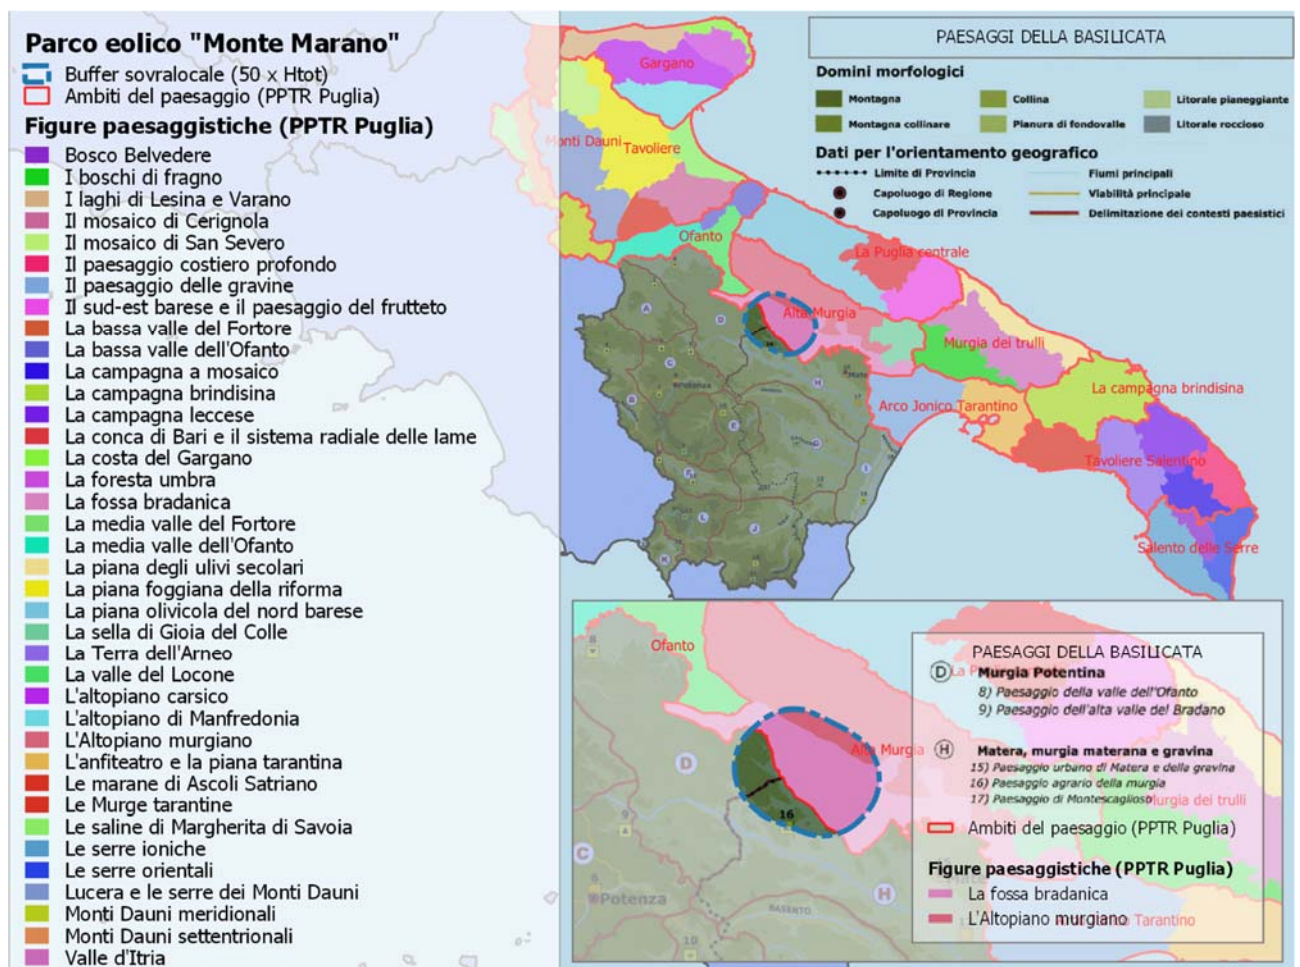 Parco eolico "Monte Marano"
Buffer sovralocale (50 x Htot)
Ambiti del paesaggio (PPTR Puglia)
Figure paesaggistiche (PPTR Puglia)
Bosco Belvedere
I boschi di fragno
I laghi di Lesina e Varano
Il mosaico di Cerignola
Il mosaico di San Severo
Il paesaggio costiero profondo
Il paesaggio delle gravine
Il sud-est barese e il paesaggio del frutteto
La bassa valle del Fortore
La bassa valle dell'Ofanto
La campagna a mosaico
La campagna brindisina
La campagna leccese
La conca di Bari e il sistema radiale delle lame
La costa del Gargano
La foresta umbra
La fossa bradanica
La media valle del Fortore
La media valle dell'Ofanto
La piana degli ulivi secolari
La piana foggiana della riforma
La piana olivicola del nord barese
La sella di Gioia del Colle
La Terra dell'Arneo
La valle del Locone
L'altopiano carsico
L'altopiano di Manfredonia
L'Altopiano murgiano
L'anfiteatro e la piana tarantina
Le marane di Ascoli Satriano
Le Murge tarantine
Le saline di Margherita di Savoia
Le serre ioniche
Le serre orientali
Lucera e le serre dei Monti Dauni
Monti Dauni meridionali
Monti Dauni settentrionali
Valle d'Itria
PAESAGGI DELLA BASILICATA
Domini morfologici
Montagna
Collina
Litorale pianeggiante
Montagna collinare
Pianura di fondovalle
Litorale roccioso
Dati per l'orientamento geografico
Limite di Provincia
Fiumi principali
Capoluogo di Regione
Viabilità principale
Capoluogo di Provincia
Delimitazione dei contesti paesistici
Gargano
Monti Dauni
Tavoliere
Ofanto
La Puglia centrale
Alta Murgia
Murgia dei trulli
La campagna brindisina
Arco Jonico Tarantino
Tavoliere Salentino
Salento delle Serre
A
D
C
B
H
E
G
F
I
L
J
K
Ofanto
8
D
Alta Murgia
9
16
C
H
Potenza
BASENTO
10
PAESAGGI DELLA BASILICATA
D
Murgia Potentina
8) Paesaggio della valle dell'Ofanto
9) Paesaggio dell'alta valle del Bradano
H
Matera, murgia materana e gravina
15) Paesaggio urbano di Matera e della gravina
16) Paesaggio agrario della murgia
17) Paesaggio di Montescaglioso
Murgia dei trulli
Ambiti del paesaggio (PPTR Puglia)
Figure paesaggistiche (PPTR Puglia)
La fossa bradanica
L'Altopiano murgiano
Tarantino